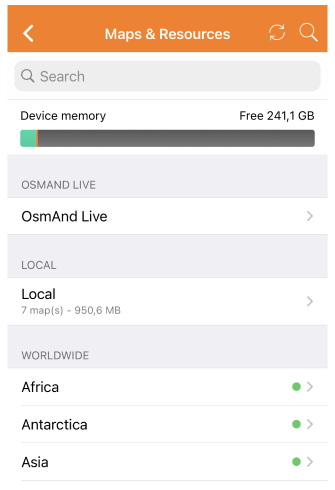 Maps & Resources
Search
Device memory Free 241,1 GB
OSMAND LIVE
OsmAnd Live
LOCAL
Local
7 map(s) - 950,6 MB
WORLDWIDE
Africa
Antarctica
Asia